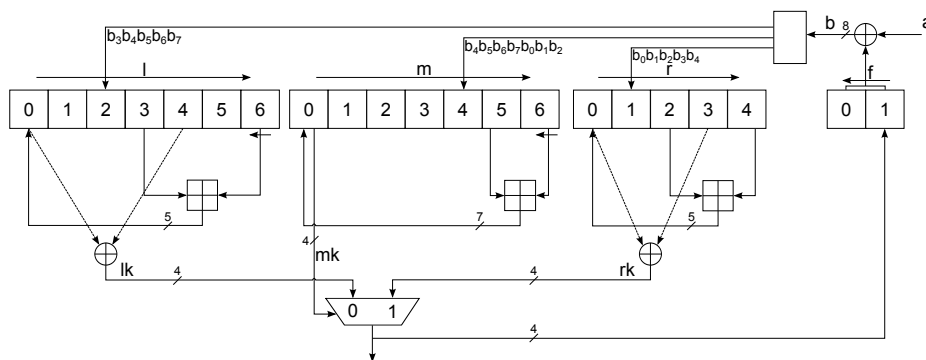 b 8 a
b3b4b5b6b7
b4b5b6b7b0b1b2
b0b1b2b3b4
l m r f
0 1 2 3 4 5 6
0 1 2 3 4 5 6
0 1 2 3 4
0 1
5 7 5
4
mk
lk 4
4 rk
0 1
4